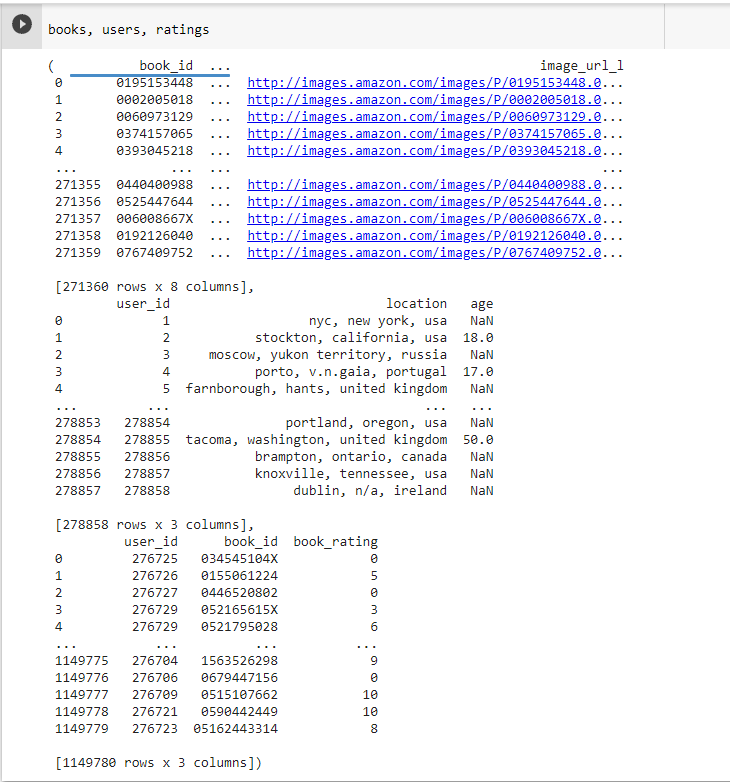 books, users, ratings
( book_id ... image_url_l
0 0195153448 ... http://images.amazon.com/images/P/0195153448.0...
1 0002005018 ... http://images.amazon.com/images/P/0002005018.0...
2 0060973129 ... http://images.amazon.com/images/P/0060973129.0...
3 0374157065 ... http://images.amazon.com/images/P/0374157065.0...
4 0393045218 ... http://images.amazon.com/images/P/0393045218.0...
... ... ... ...
271355 0440400988 ... http://images.amazon.com/images/P/0440400988.0...
271356 0525447644 ... http://images.amazon.com/images/P/0525447644.0...
271357 006008667X ... http://images.amazon.com/images/P/006008667X.0...
271358 0192126040 ... http://images.amazon.com/images/P/0192126040.0...
271359 0767409752 ... http://images.amazon.com/images/P/0767409752.0...
[271360 rows x 8 columns],
user_id location age
0 1 nyc, new york, usa NaN
1 2 stockton, california, usa 18.0
2 3 moscow, yukon territory, russia NaN
3 4 porto, v.n.gaia, portugal 17.0
4 5 farnborough, hants, united kingdom NaN
... ... ... ...
278853 278854 portland, oregon, usa NaN
278854 278855 tacoma, washington, united kingdom 50.0
278855 278856 brampton, ontario, canada NaN
278856 278857 knoxville, tennessee, usa NaN
278857 278858 dublin, n/a, ireland NaN
[278858 rows x 3 columns],
user_id book_id book_rating
0 276725 034545104X 0
1 276726 0155061224 5
2 276727 0446520802 0
3 276729 052165615X 3
4 276729 0521795028 6
... ... ... ...
1149775 276704 1563526298 9
1149776 276706 0679447156 0
1149777 276709 0515107662 10
1149778 276721 0590442449 10
1149779 276723 05162443314 8
[1149780 rows x 3 columns])